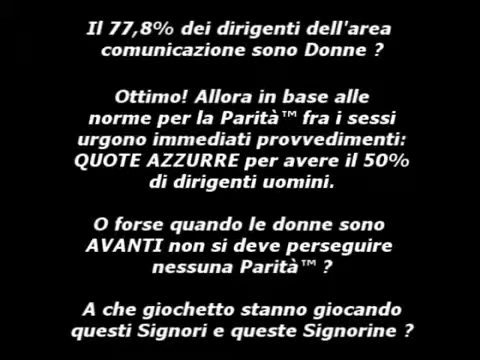 Il 77,8% dei dirigenti dell'area
comunicazione sono Donne ?
Ottimo! Allora in base alle
norme per la Parità™ fra i sessi
urgono immediati provvedimenti:
QUOTE AZZURRE per avere il 50%
di dirigenti uomini.
O forse quando le donne sono
AVANTI non si deve perseguire
nessuna Parità™ ?
A che giochetto stanno giocando
questi Signori e queste Signorine ?